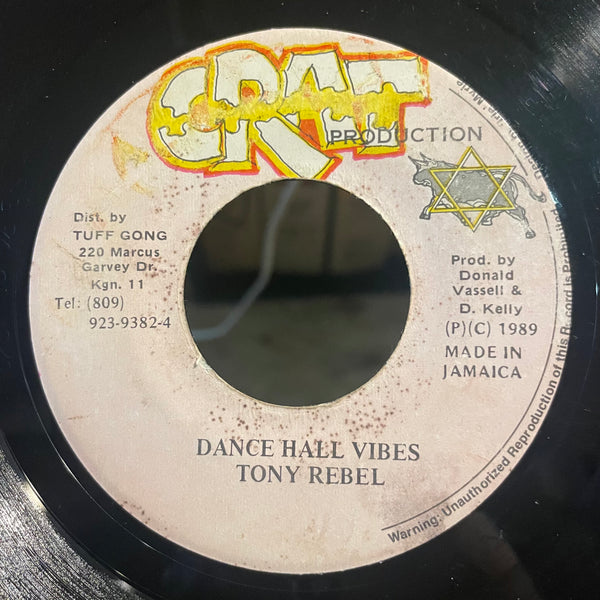 CRAT
PRODUCTION
Dist. by
TUFF GONG
220 Marcus
Garvey Dr.
Kgn. 11
Tel: (809)
923-9382-4
Prod. by
Donald
Vassell &
D. Kelly
(P)(C) 1989
MADE IN
JAMAICA
DANCE HALL VIBES
TONY REBEL
Warning: Unauthorized Reproduction of this Record is Prohibited